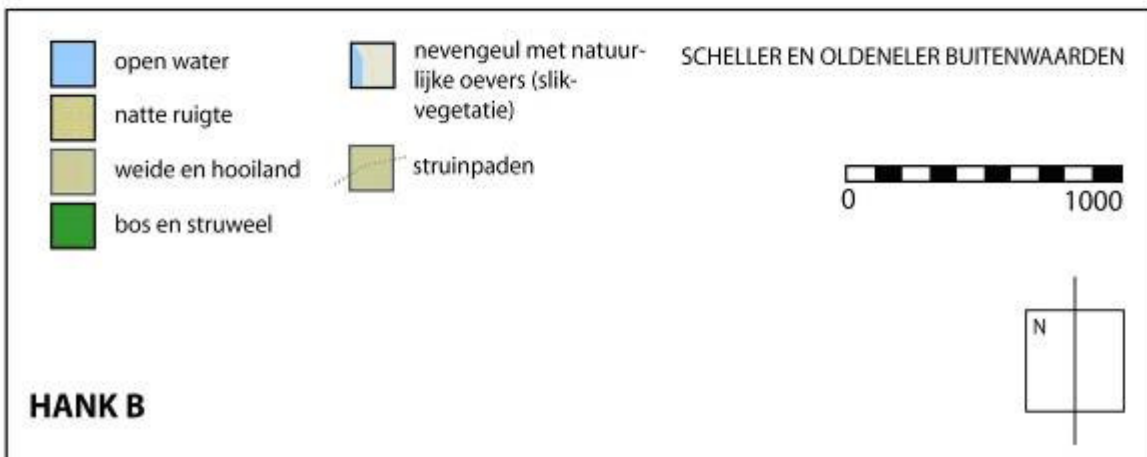 open water
natte ruigte
weide en hooiland
bos en struweel
nevengeul met natuur-
lijke oevers (slik-
vegetatie)
struinpaden
SCHELLER EN OLDENELER BUITENWAARDEN
0 1000
N
HANK B